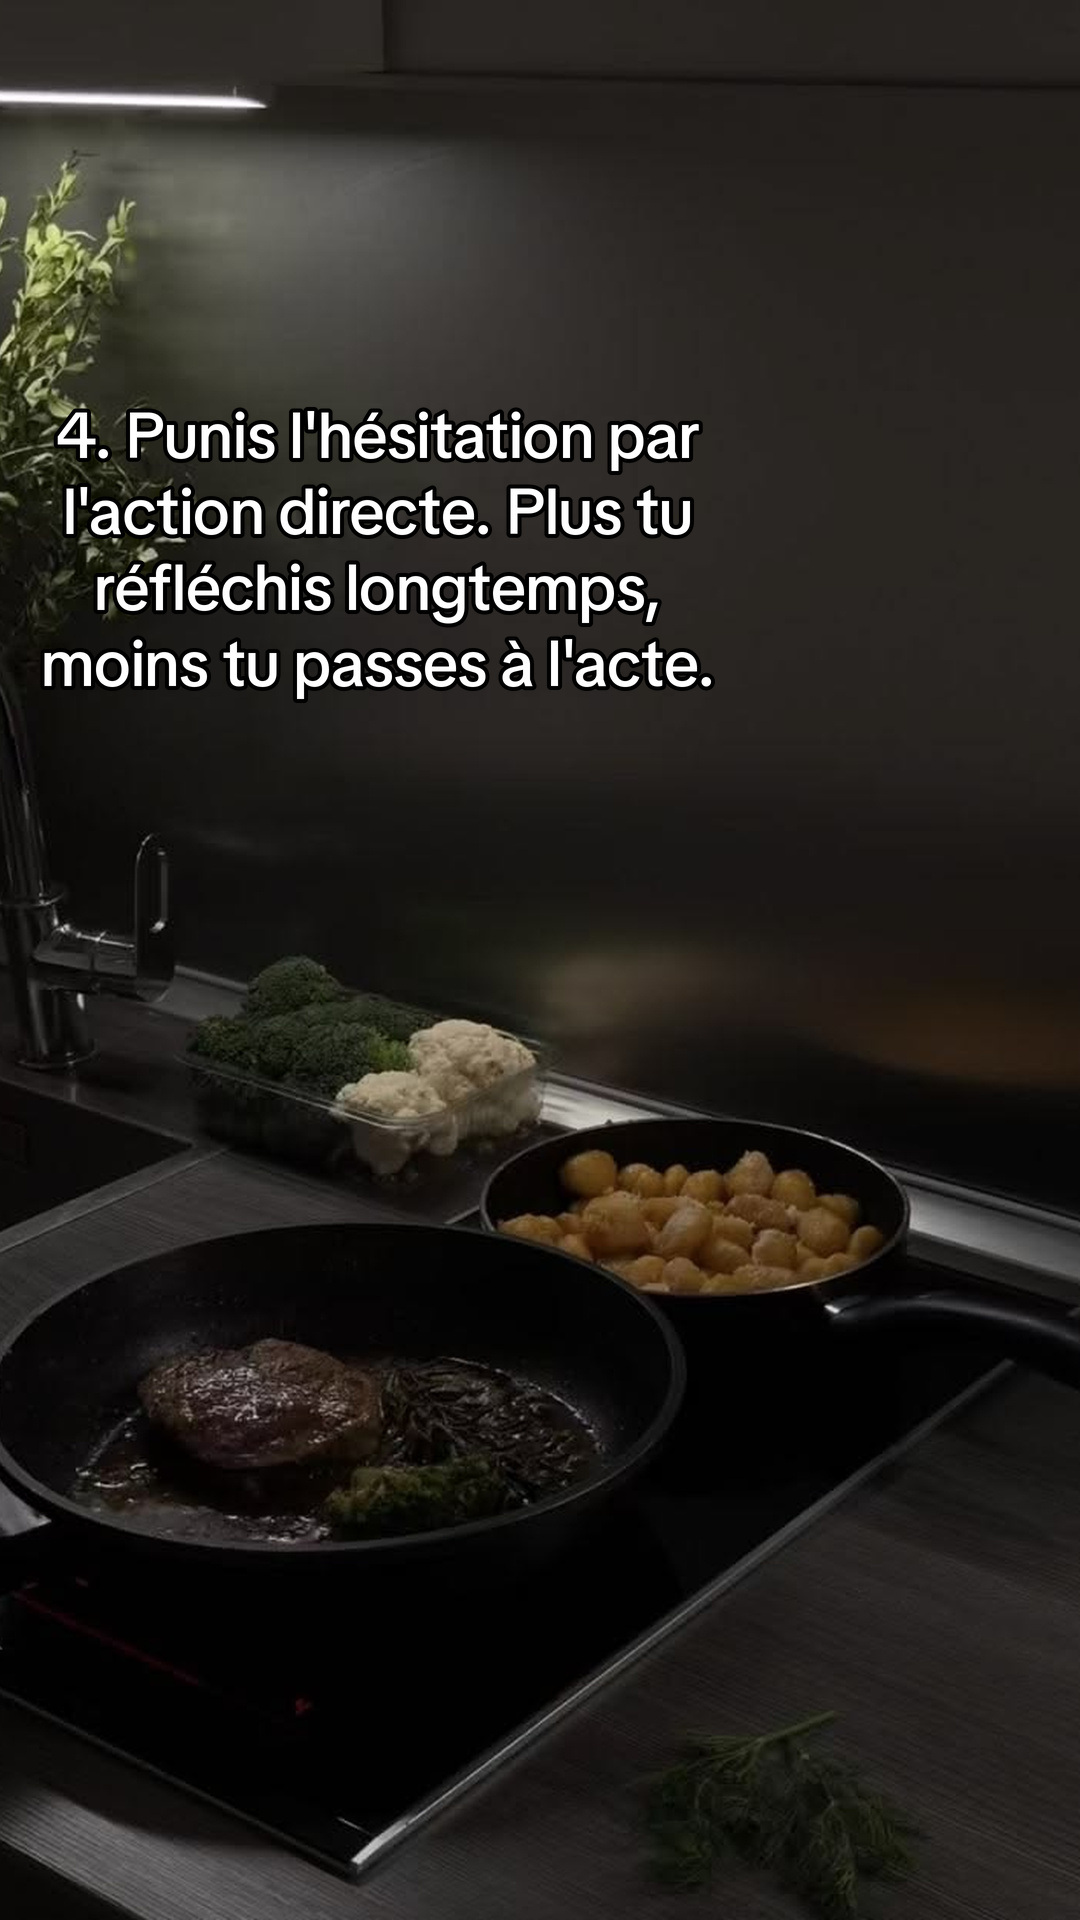 4. Punis l'hésitation par
l'action directe. Plus tu
réfléchis longtemps,
moins tu passes à l'acte.